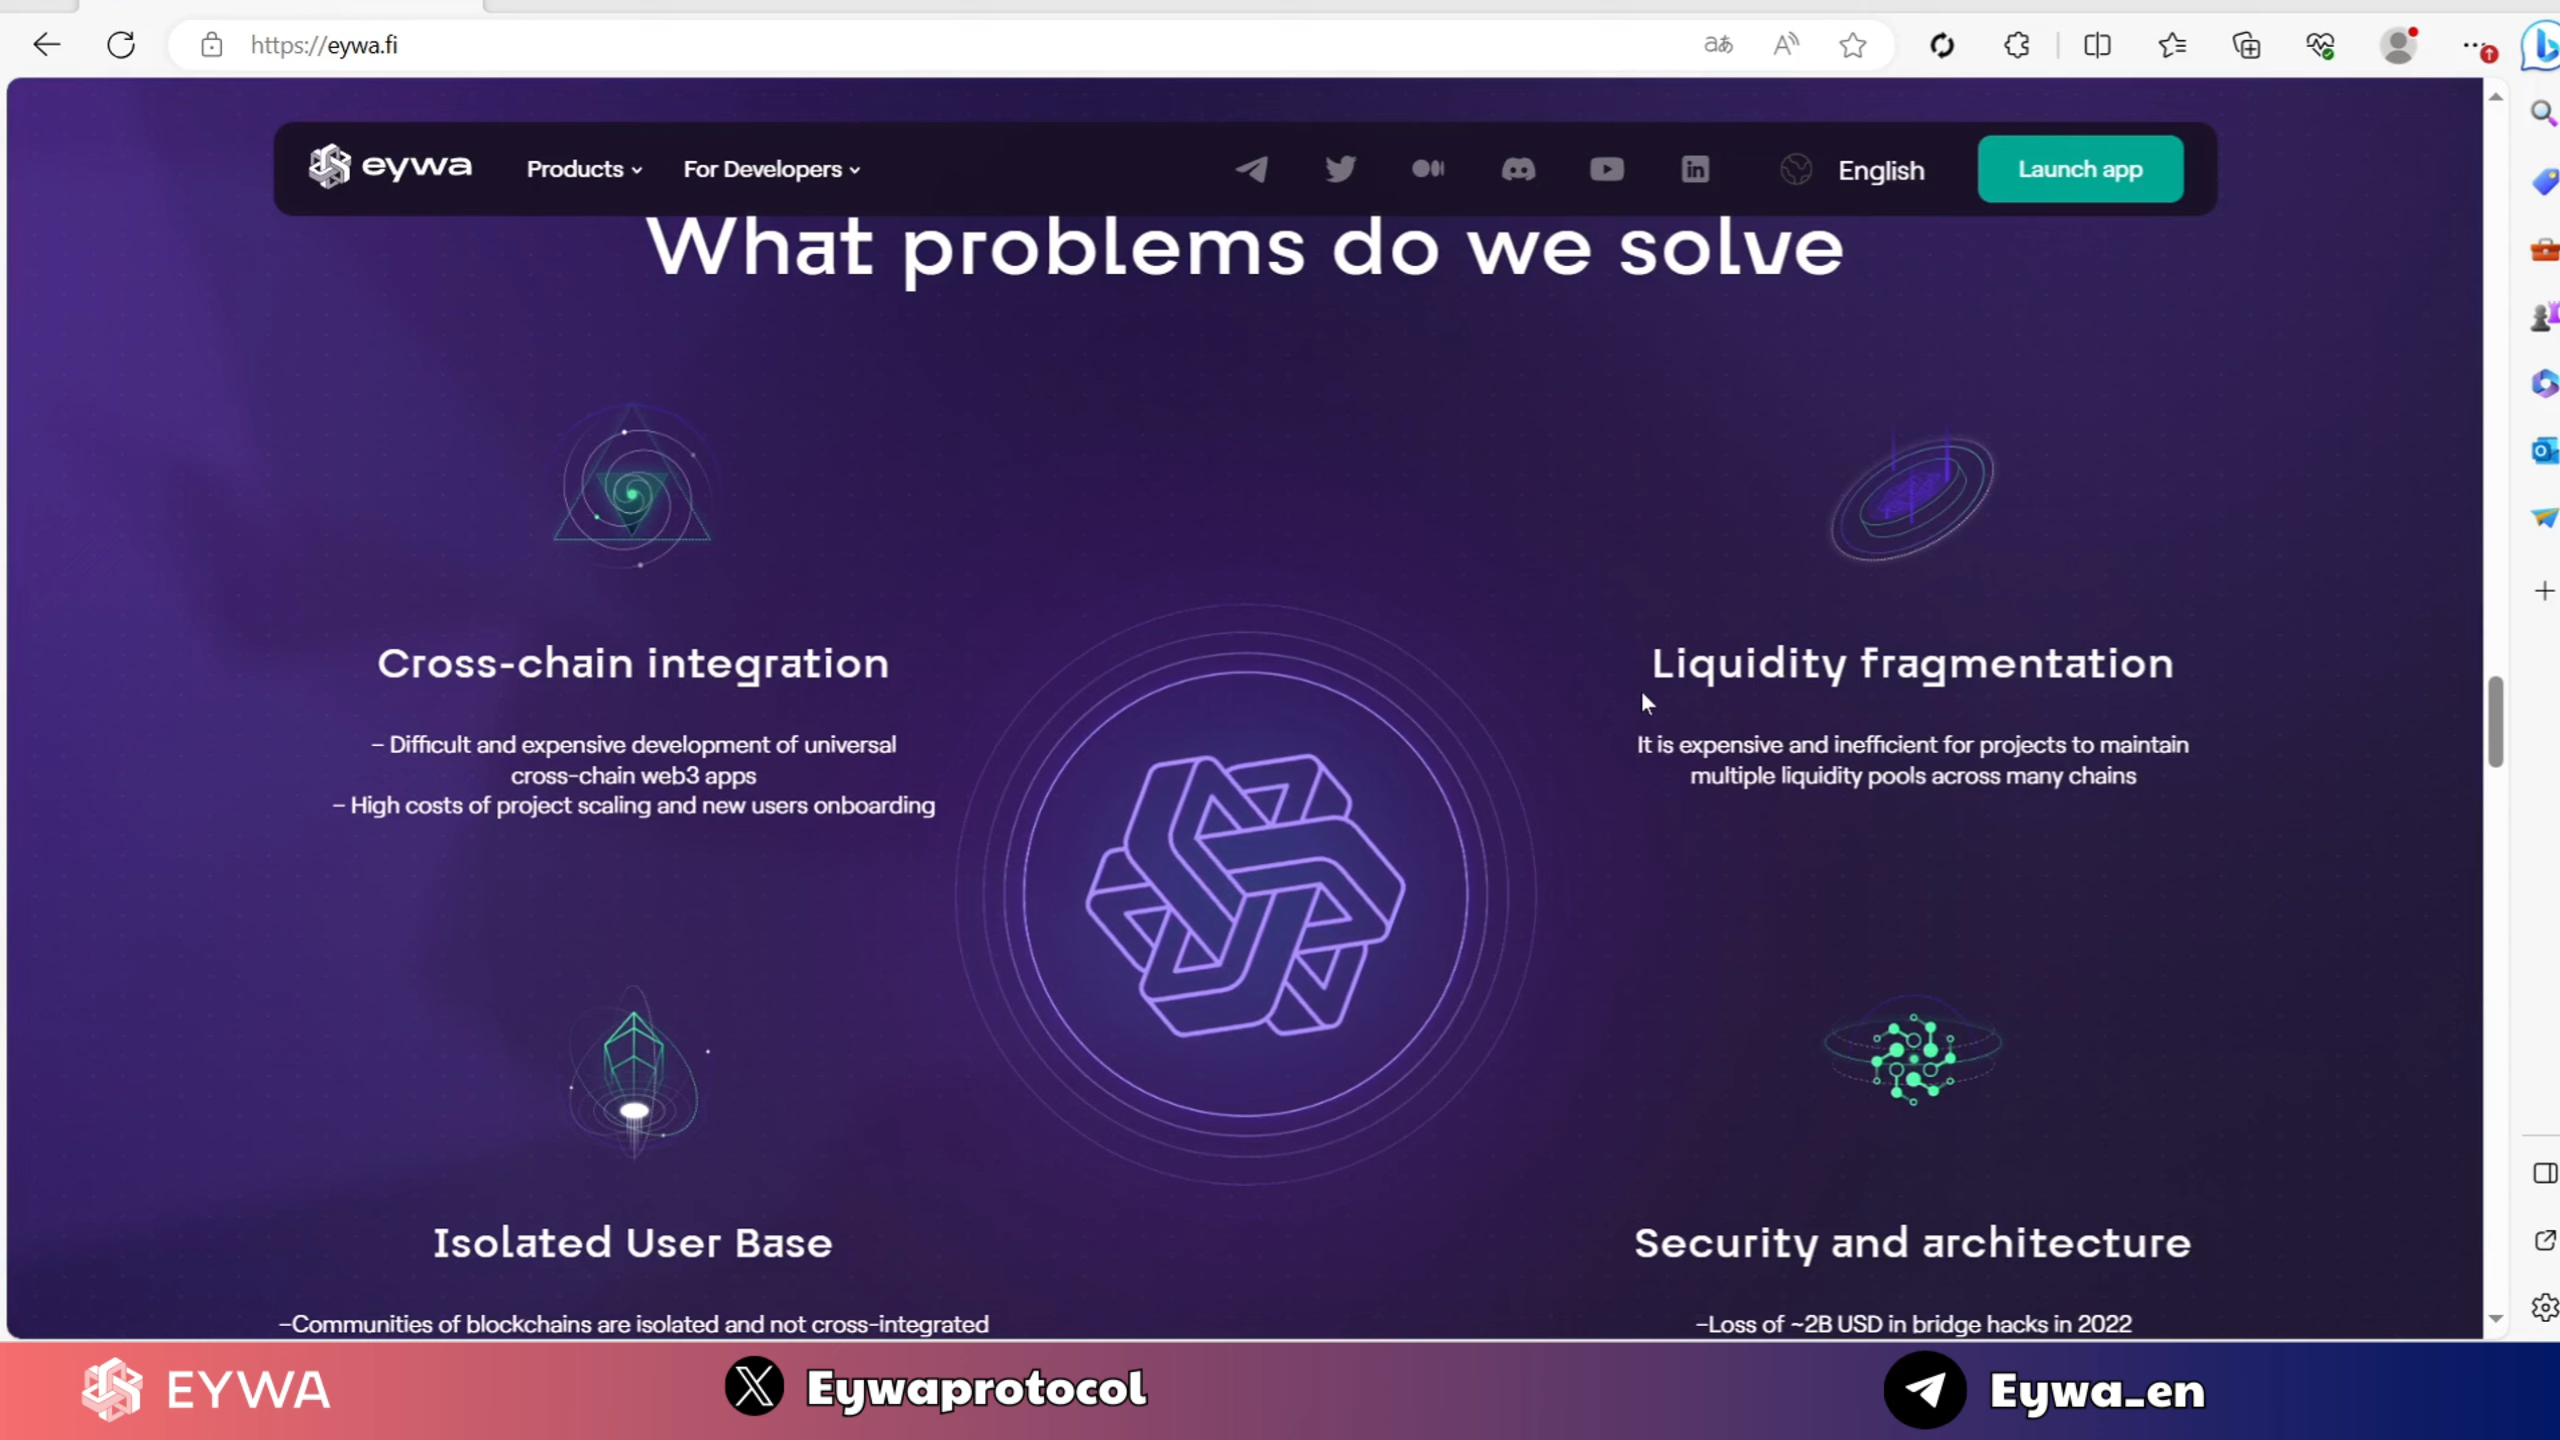 https://eywa.fi
eywa
Products
For Developers
English
Launch app
What problems do we solve
Cross-chain integration
– Difficult and expensive development of universal
cross-chain web3 apps
– High costs of project scaling and new users onboarding
Liquidity fragmentation
It is expensive and inefficient for projects to maintain
multiple liquidity pools across many chains
Isolated User Base
–Communities of blockchains are isolated and not cross-integrated
Security and architecture
–Loss of ~2B USD in bridge hacks in 2022
EYWA
Eywaprotocol
Eywa_en